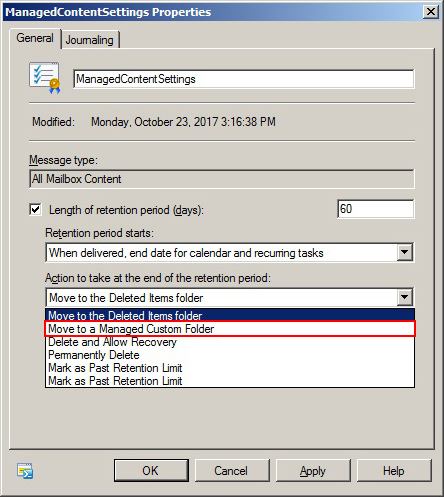 ManagedContentSettings Properties
General
Journaling
ManagedContentSettings
Modified: Monday, October 23, 2017 3:16:38 PM
Message type:
All Mailbox Content
Length of retention period (days): 60
Retention period starts:
When delivered, end date for calendar and recurring tasks
Action to take at the end of the retention period:
Move to the Deleted Items folder
Move to the Deleted Items folder
Move to a Managed Custom Folder
Delete and Allow Recovery
Permanently Delete
Mark as Past Retention Limit
Mark as Past Retention Limit
OK
Cancel
Apply
Help